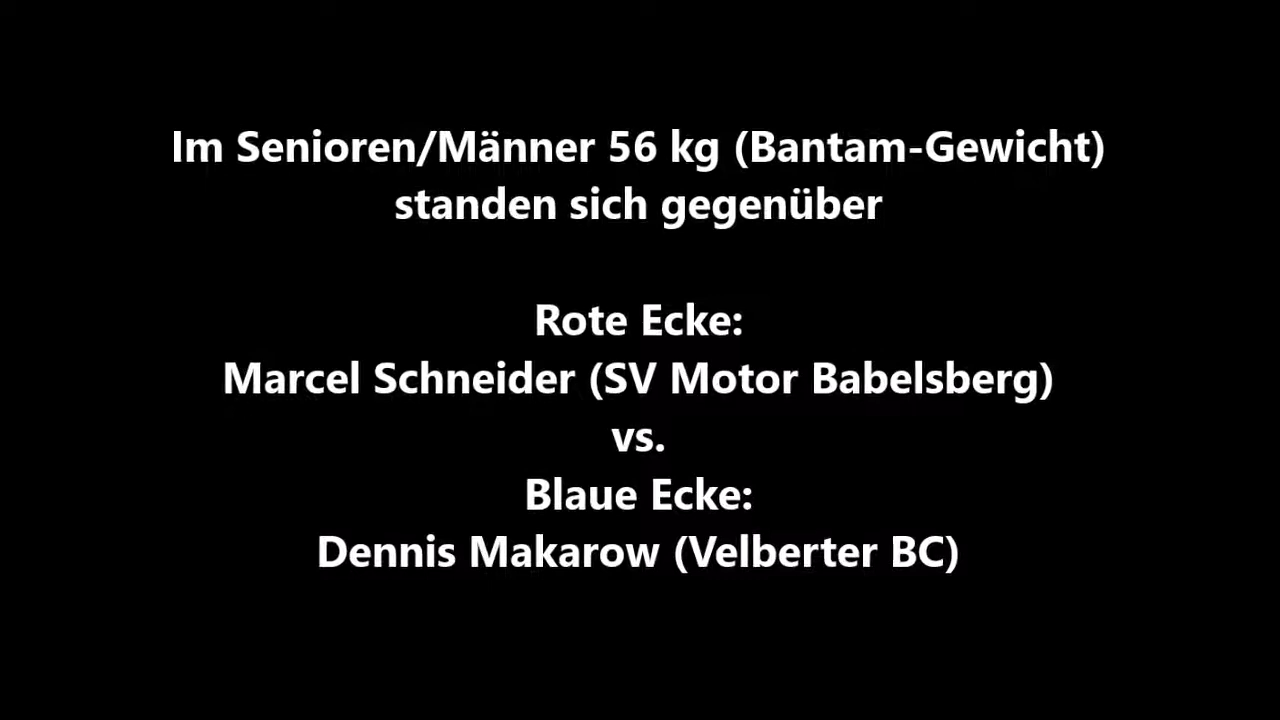 Im Senioren/Männer 56 kg (Bantam-Gewicht)
standen sich gegenüber
Rote Ecke:
Marcel Schneider (SV Motor Babelsberg)
vs.
Blaue Ecke:
Dennis Makarow (Velberter BC)